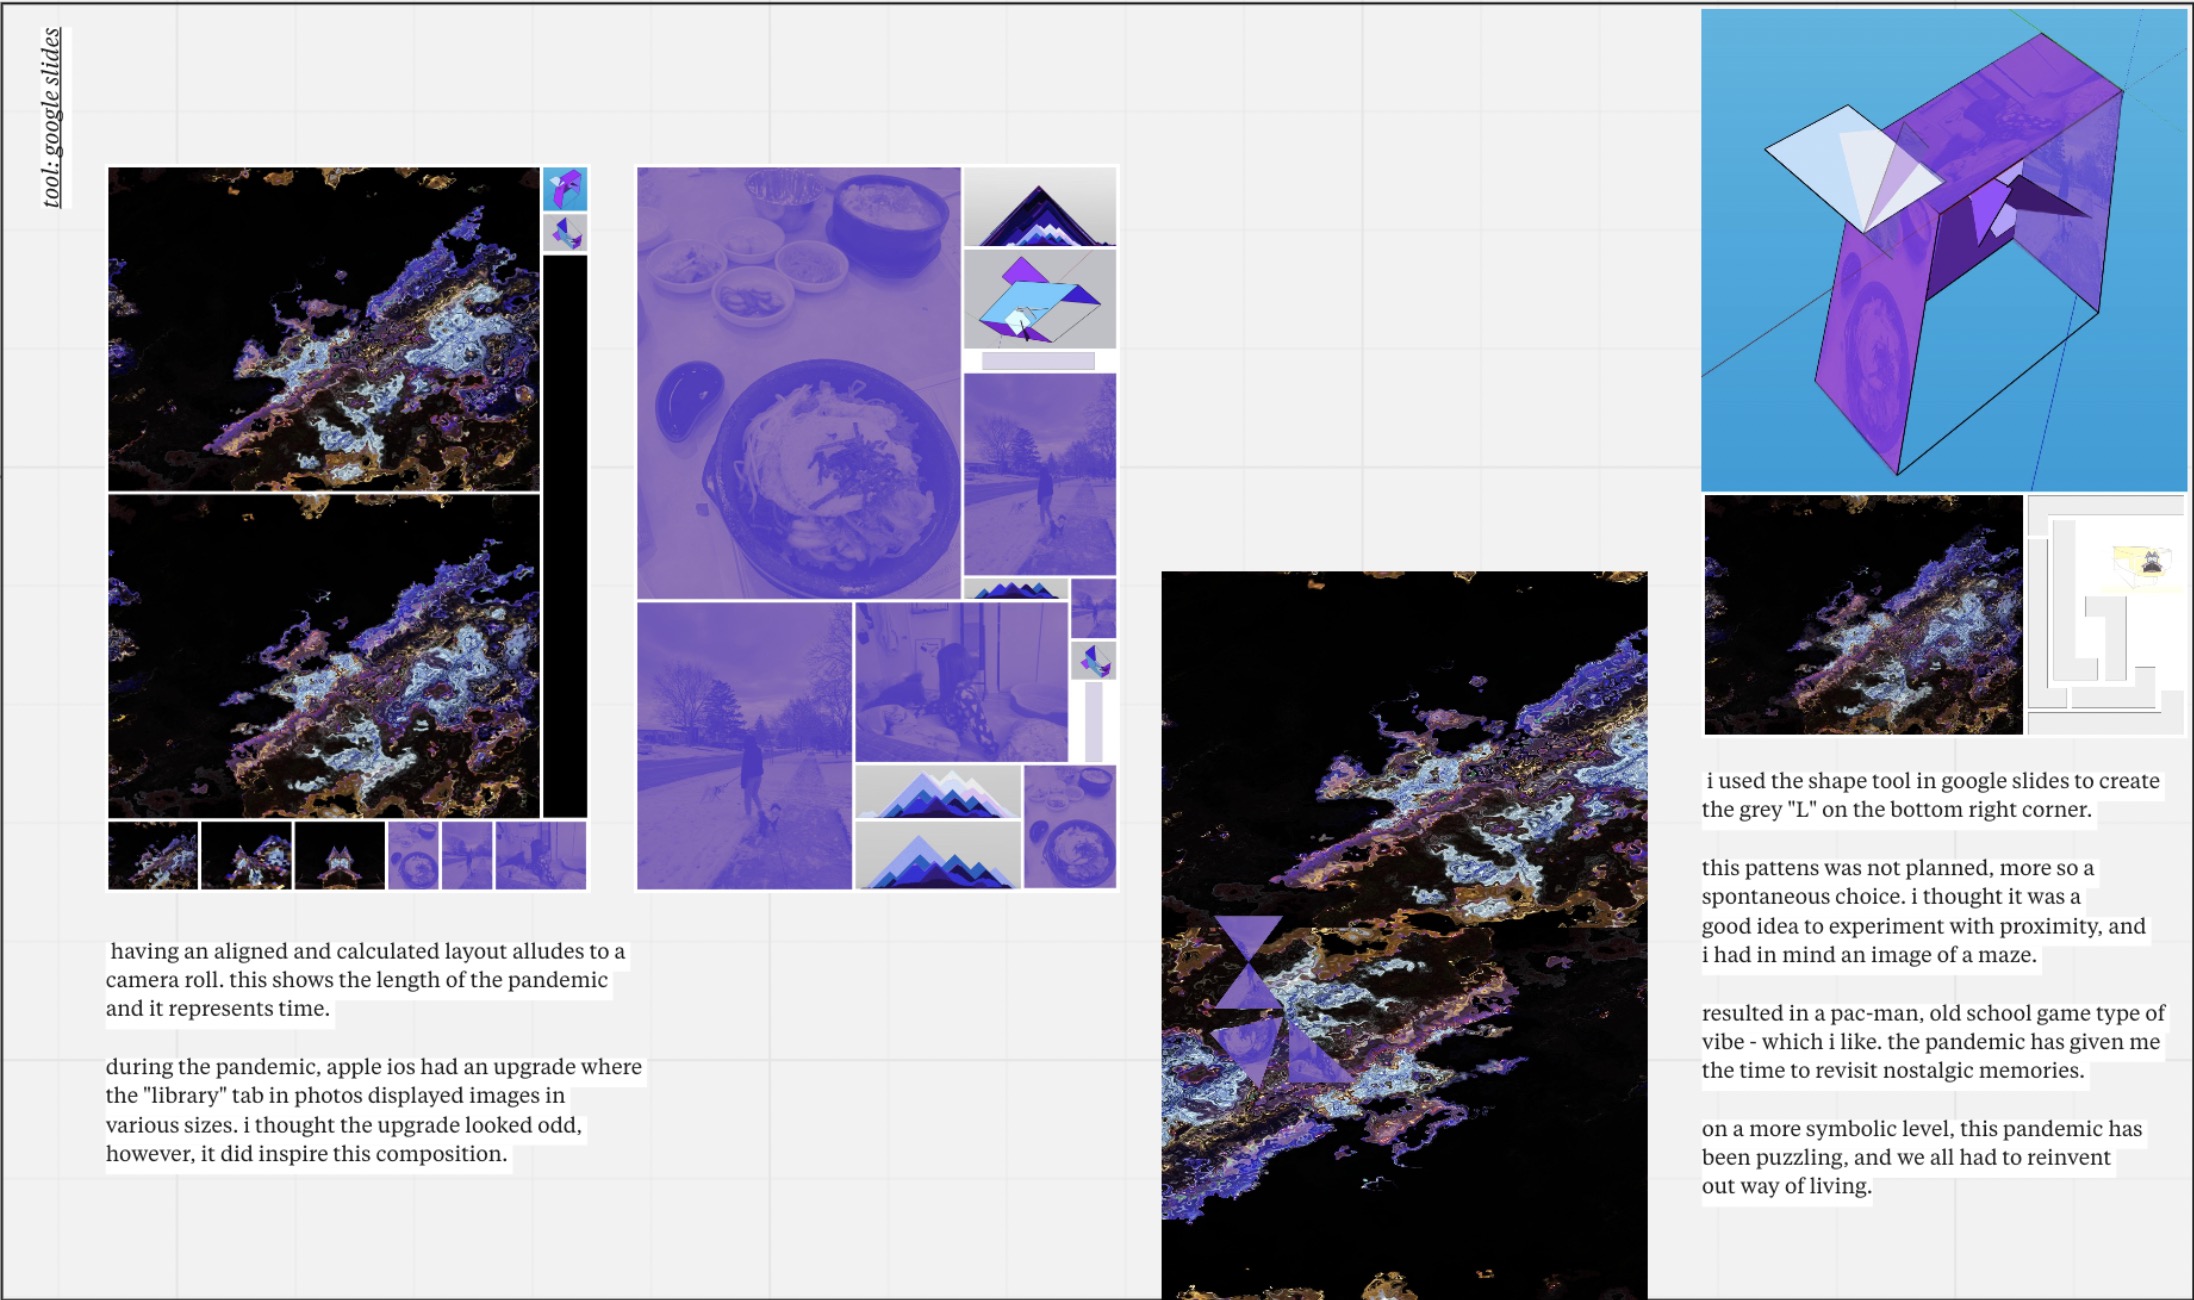 tool: google slides
having an aligned and calculated layout alludes to a
camera roll. this shows the length of the pandemic
and it represents time.
during the pandemic, apple ios had an upgrade where
the "library" tab in photos displayed images in
various sizes. i thought the upgrade looked odd,
however, it did inspire this composition.
i used the shape tool in google slides to create
the grey "L" on the bottom right corner.
this pattens was not planned, more so a
spontaneous choice. i thought it was a
good idea to experiment with proximity, and
i had in mind an image of a maze.
resulted in a pac-man, old school game type of
vibe - which i like. the pandemic has given me
the time to revisit nostalgic memories.
on a more symbolic level, this pandemic has
been puzzling, and we all had to reinvent
out way of living.